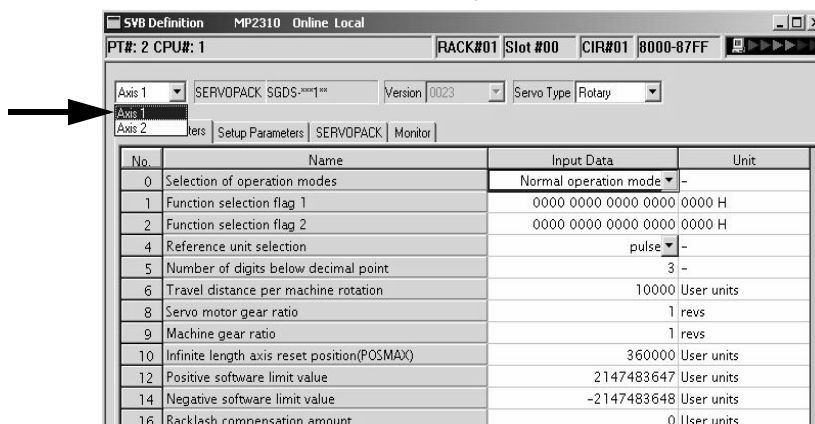 SVB Definition MP2310 Online Local
PT#: 2 CPU#: 1 RACK#01 Slot #00 CIR#01 8000-87FF
Axis 1 SERVOPACK SGDS-***1** Version 0023 Servo Type Rotary
Axis 1
Axis 2
ters Setup Parameters SERVOPACK Monitor
No. Name Input Data Unit
0 Selection of operation modes Normal operation mode -
1 Function selection flag 1 0000 0000 0000 0000 0000 H
2 Function selection flag 2 0000 0000 0000 0000 0000 H
4 Reference unit selection pulse -
5 Number of digits below decimal point 3 -
6 Travel distance per machine rotation 10000 User units
8 Servo motor gear ratio 1 revs
9 Machine gear ratio 1 revs
10 Infinite length axis reset position(POSMAX) 360000 User units
12 Positive software limit value 2147483647 User units
14 Negative software limit value -2147483648 User units
16 Backlash compensation amount 0 User units